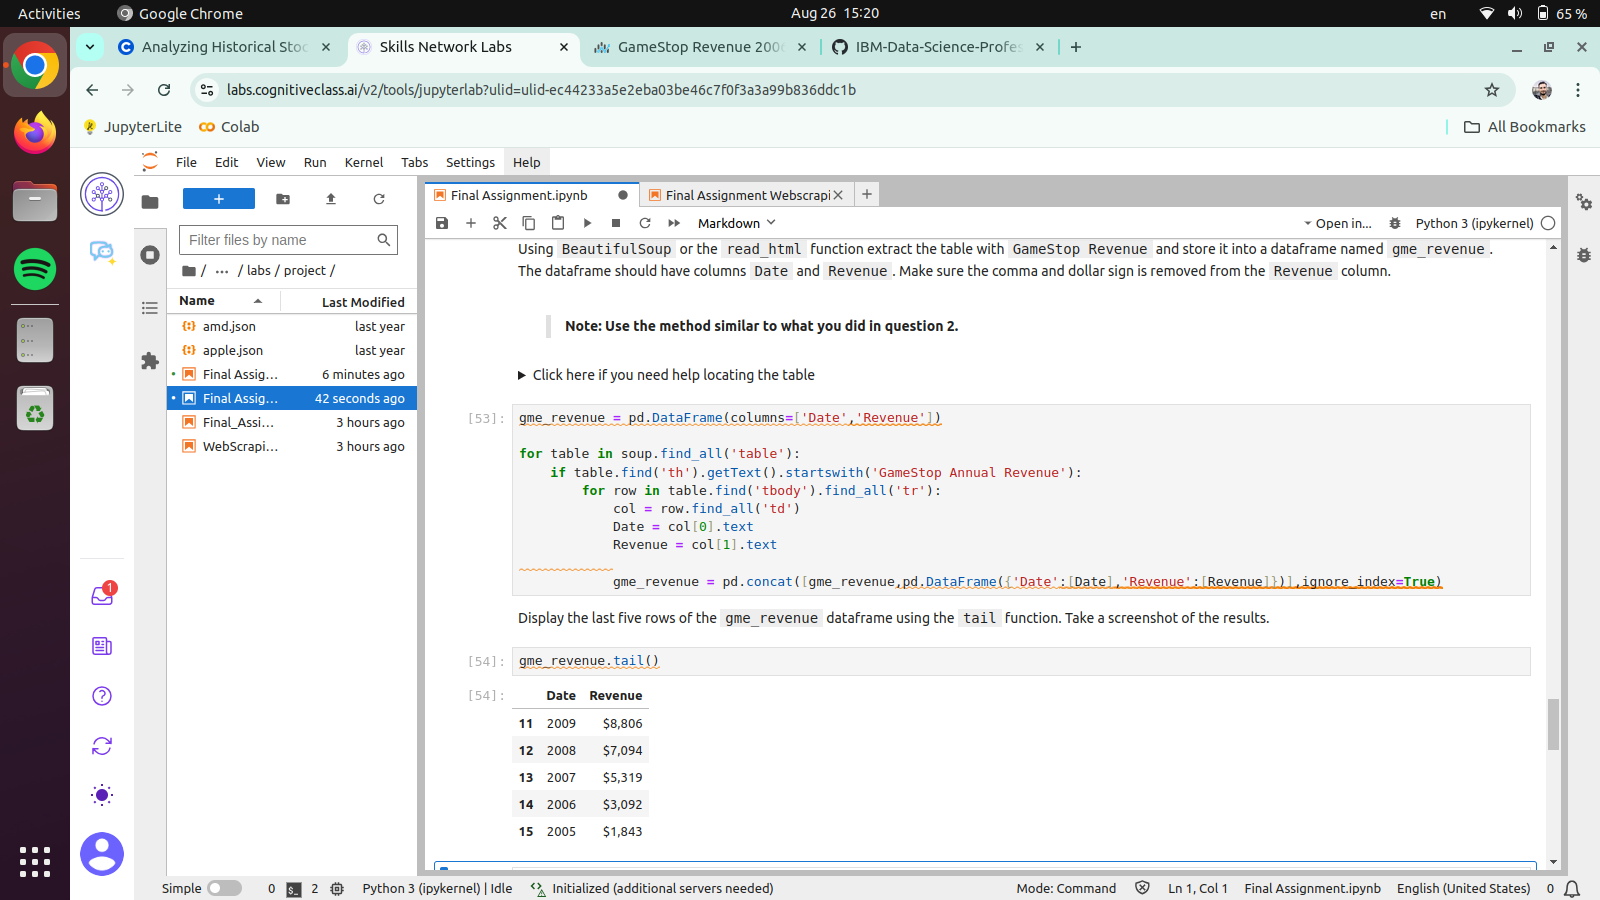 Activities
Google Chrome
Aug 26 15:20
en
65 %
Analyzing Historical Stoc
Skills Network Labs
GameStop Revenue 200
IBM-Data-Science-Profes
labs.cognitiveclass.ai/v2/tools/jupyterlab?ulid=ulid-ec44233a5e2eba03be46c7f0f3a3a99b836ddc1b
JupyterLite
Colab
All Bookmarks
File Edit View Run Kernel Tabs Settings Help
Filter files by name
/ ... / labs / project /
Name Last Modified
amd.json last year
apple.json last year
Final Assig... 6 minutes ago
Final Assig... 42 seconds ago
Final_Assi... 3 hours ago
WebScrapi... 3 hours ago
1
Final Assignment.ipynb
Final Assignment Webscrapi
Markdown
Open in...
Python 3 (ipykernel)
Using BeautifulSoup or the read_html function extract the table with GameStop Revenue and store it into a dataframe named gme_revenue.
The dataframe should have columns Date and Revenue. Make sure the comma and dollar sign is removed from the Revenue column.
Note: Use the method similar to what you did in question 2.
Click here if you need help locating the table
[53]: gme_revenue = pd.DataFrame(columns=['Date','Revenue'])
for table in soup.find_all('table'):
if table.find('th').getText().startswith('GameStop Annual Revenue'):
for row in table.find('tbody').find_all('tr'):
col = row.find_all('td')
Date = col[0].text
Revenue = col[1].text
gme_revenue = pd.concat([gme_revenue,pd.DataFrame({'Date':[Date],'Revenue':[Revenue]})],ignore_index=True)
Display the last five rows of the gme_revenue dataframe using the tail function. Take a screenshot of the results.
[54]: gme_revenue.tail()
[54]: Date Revenue
11 2009 $8,806
12 2008 $7,094
13 2007 $5,319
14 2006 $3,092
15 2005 $1,843
Simple
0
2
Python 3 (ipykernel) | Idle
Initialized (additional servers needed)
Mode: Command
Ln 1, Col 1
Final Assignment.ipynb
English (United States)
0